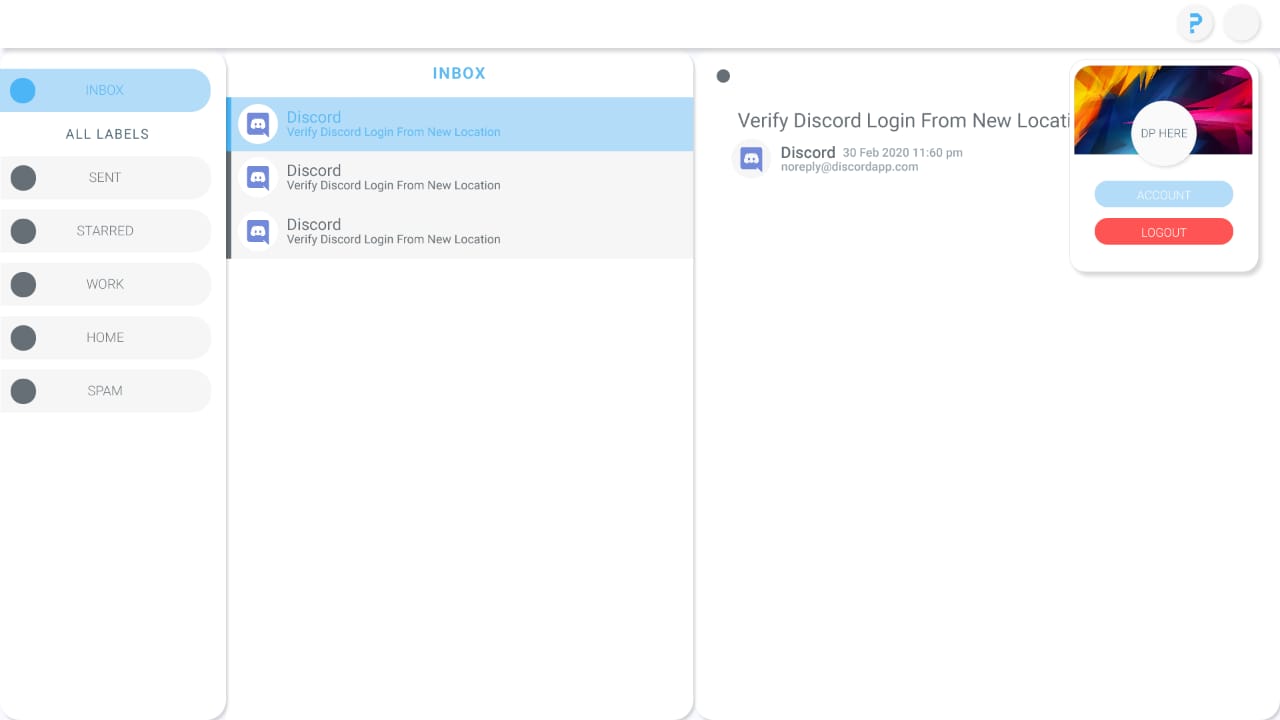 INBOX
ALL LABELS
SENT
STARRED
WORK
HOME
SPAM
INBOX
Discord
Verify Discord Login From New Location
Discord
Verify Discord Login From New Location
Discord
Verify Discord Login From New Location
Verify Discord Login From New Locati
Discord 30 Feb 2020 11:60 pm
noreply@discordapp.com
?
DP HERE
ACCOUNT
LOGOUT